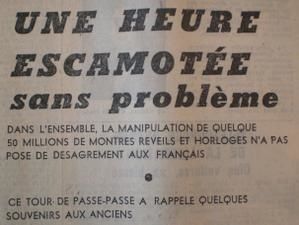 UNE HEURE
ESCAMOTÉE
sans problème
DANS L'ENSEMBLE, LA MANIPULATION DE QUELQUE
50 MILLIONS DE MONTRES REVEILS ET HORLOGES N'A PAS
POSE DE DESAGREMENT AUX FRANÇAIS
CE TOUR DE PASSE-PASSE A RAPPELE QUELQUES
SOUVENIRS AUX ANCIENS